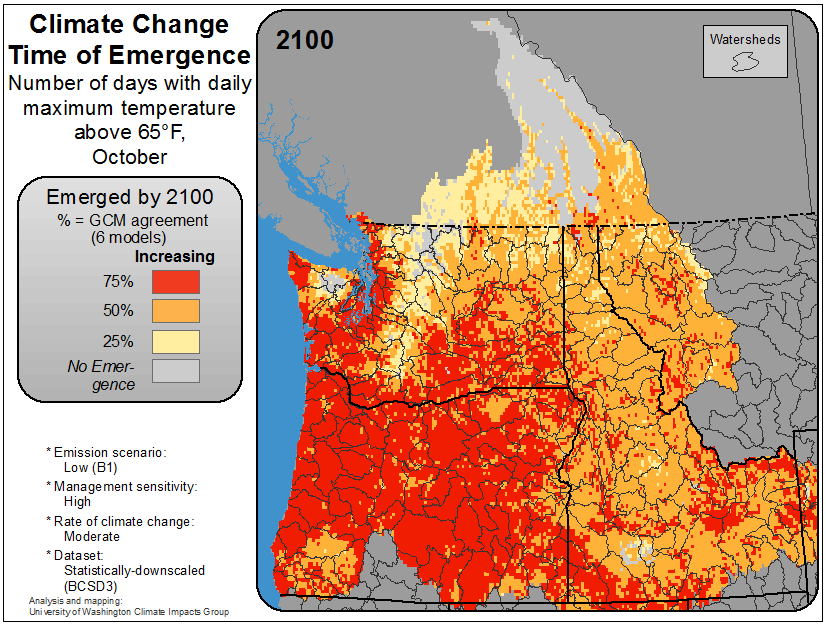 Climate Change
Time of Emergence
Number of days with daily
maximum temperature
above 65°F,
October
Emerged by 2100
% = GCM agreement
(6 models)
Increasing
75%
50%
25%
No Emer-
gence
* Emission scenario:
Low (B1)
* Management sensitivity:
High
* Rate of climate change:
Moderate
* Dataset:
Statistically-downscaled
(BCSD3)
Analysis and mapping:
University of Washington Climate Impacts Group
2100
Watersheds